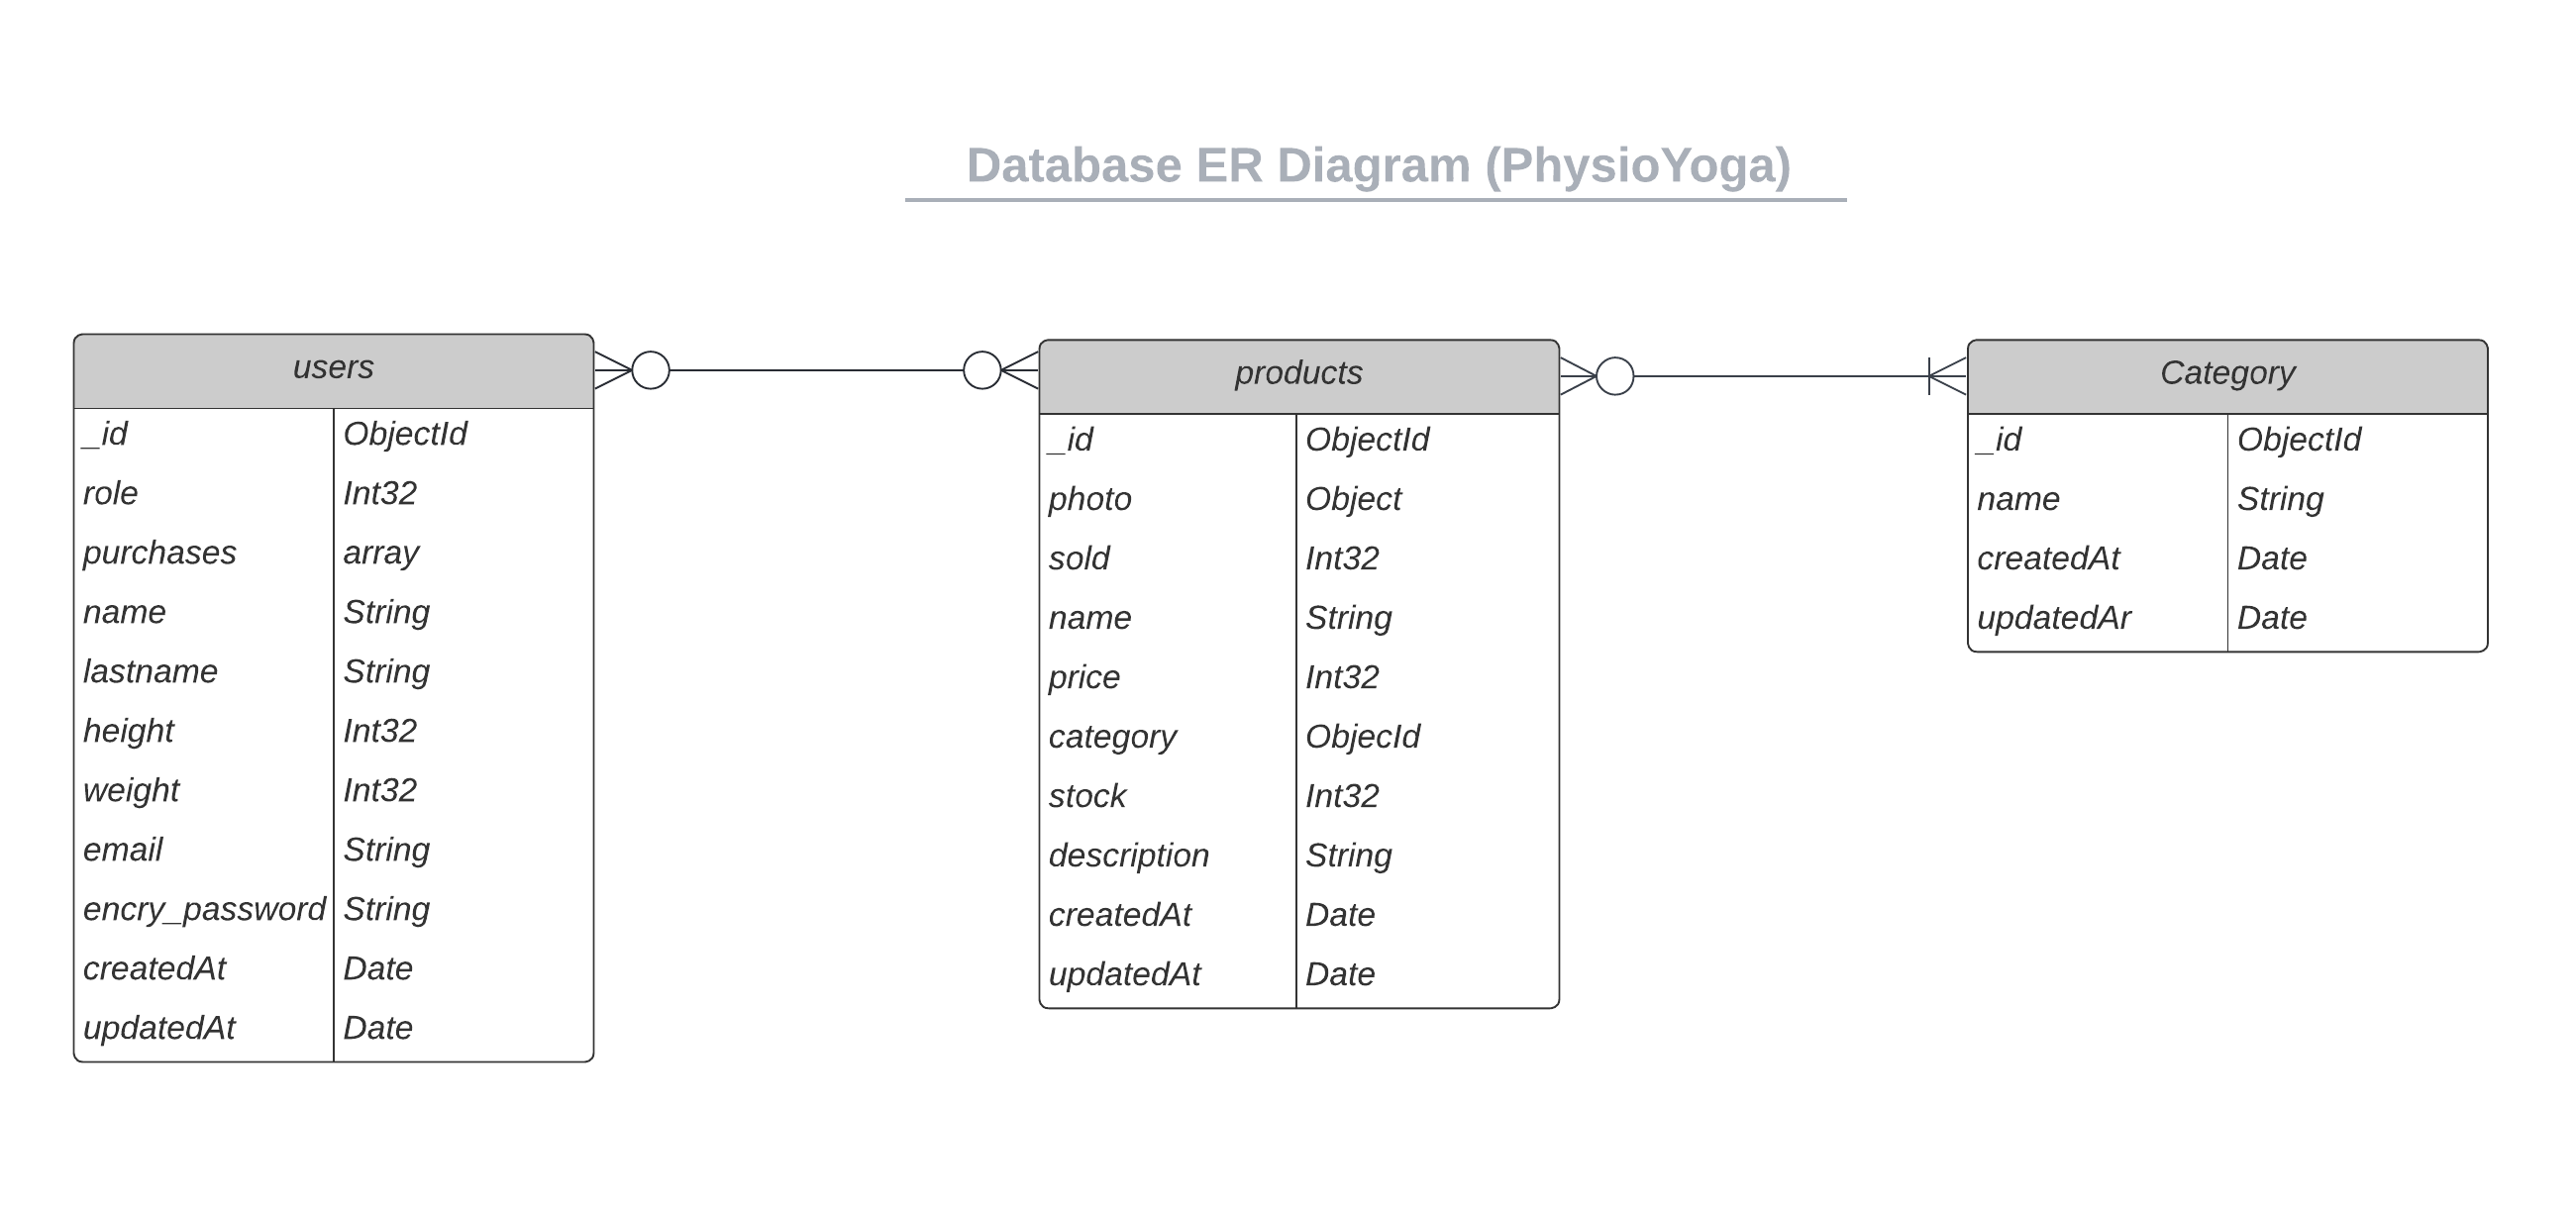 Database ER Diagram (PhysioYoga)
users
_id ObjectId
role Int32
purchases array
name String
lastname String
height Int32
weight Int32
email String
encry_password String
createdAt Date
updatedAt Date
products
_id ObjectId
photo Object
sold Int32
name String
price Int32
category ObjecId
stock Int32
description String
createdAt Date
updatedAt Date
Category
_id ObjectId
name String
createdAt Date
updatedAr Date